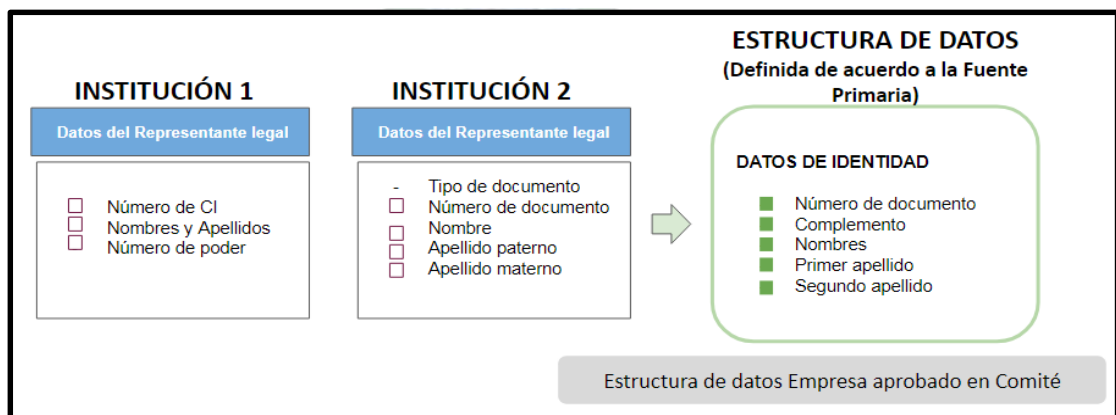 INSTITUCIÓN 1
Datos del Representante legal
Número de CI
Nombres y Apellidos
Número de poder
INSTITUCIÓN 2
Datos del Representante legal
- Tipo de documento
Número de documento
Nombre
Apellido paterno
Apellido materno
ESTRUCTURA DE DATOS
(Definida de acuerdo a la Fuente
Primaria)
DATOS DE IDENTIDAD
Número de documento
Complemento
Nombres
Primer apellido
Segundo apellido
Estructura de datos Empresa aprobado en Comité